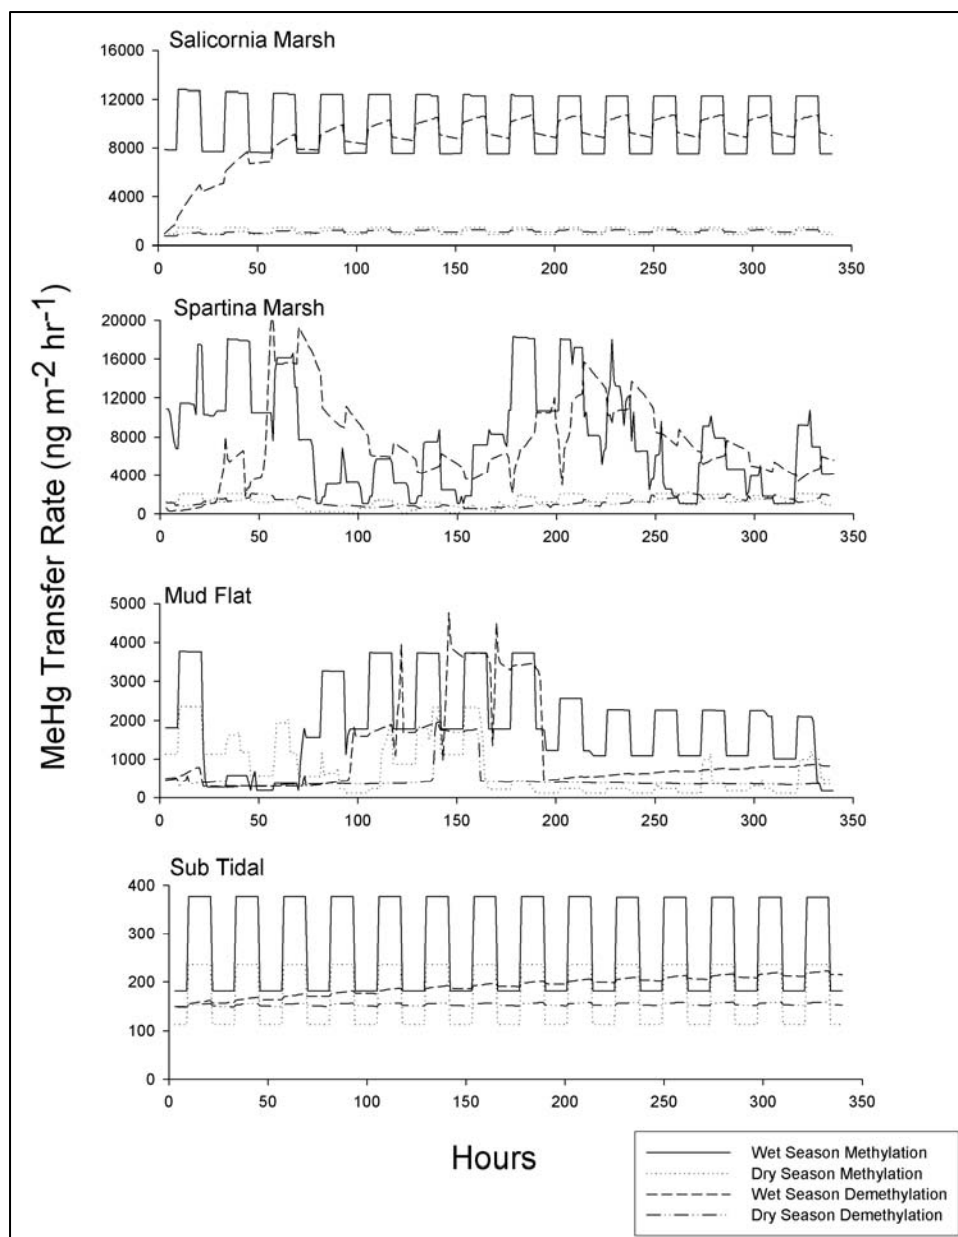 Salicornia Marsh
16000
12000
8000
4000
0
0 50 100 150 200 250 300 350
Spartina Marsh
20000
16000
12000
8000
4000
0
0 50 100 150 200 250 300 350
MeHg Transfer Rate (ng m-2 hr-1)
Mud Flat
5000
4000
3000
2000
1000
0
0 50 100 150 200 250 300 350
Sub Tidal
400
300
200
100
0
0 50 100 150 200 250 300 350
Hours
Wet Season Methylation
Dry Season Methylation
Wet Season Demethylation
Dry Season Demethylation